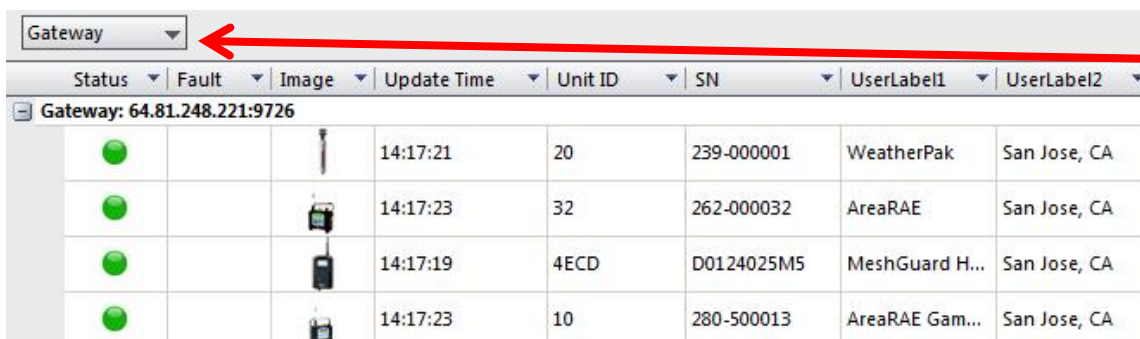 Gateway
Status Fault Image Update Time Unit ID SN UserLabel1 UserLabel2
Gateway: 64.81.248.221:9726
14:17:21 20 239-000001 WeatherPak San Jose, CA
14:17:23 32 262-000032 AreaRAE San Jose, CA
14:17:19 4ECD D0124025M5 MeshGuard H... San Jose, CA
14:17:23 10 280-500013 AreaRAE Gam... San Jose, CA